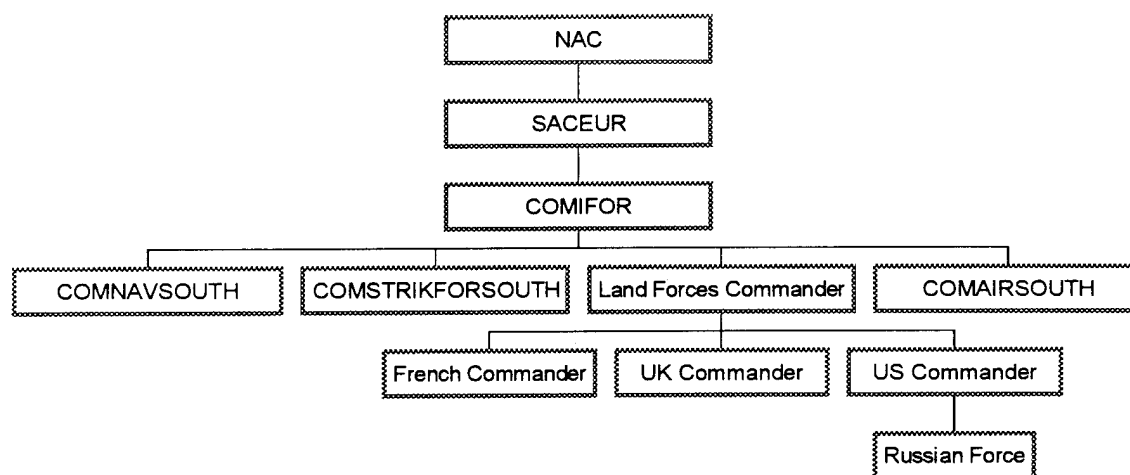 NAC
SACEUR
COMIFOR
COMNAVSOUTH
COMSTRIKFORSOUTH
Land Forces Commander
COMAIRSOUTH
French Commander
UK Commander
US Commander
Russian Force